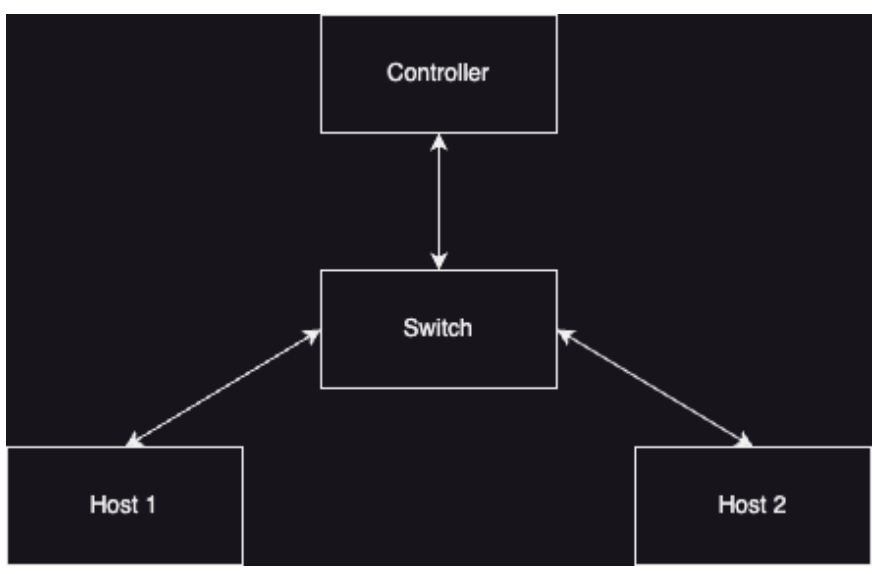 Controller
Switch
Host 1
Host 2